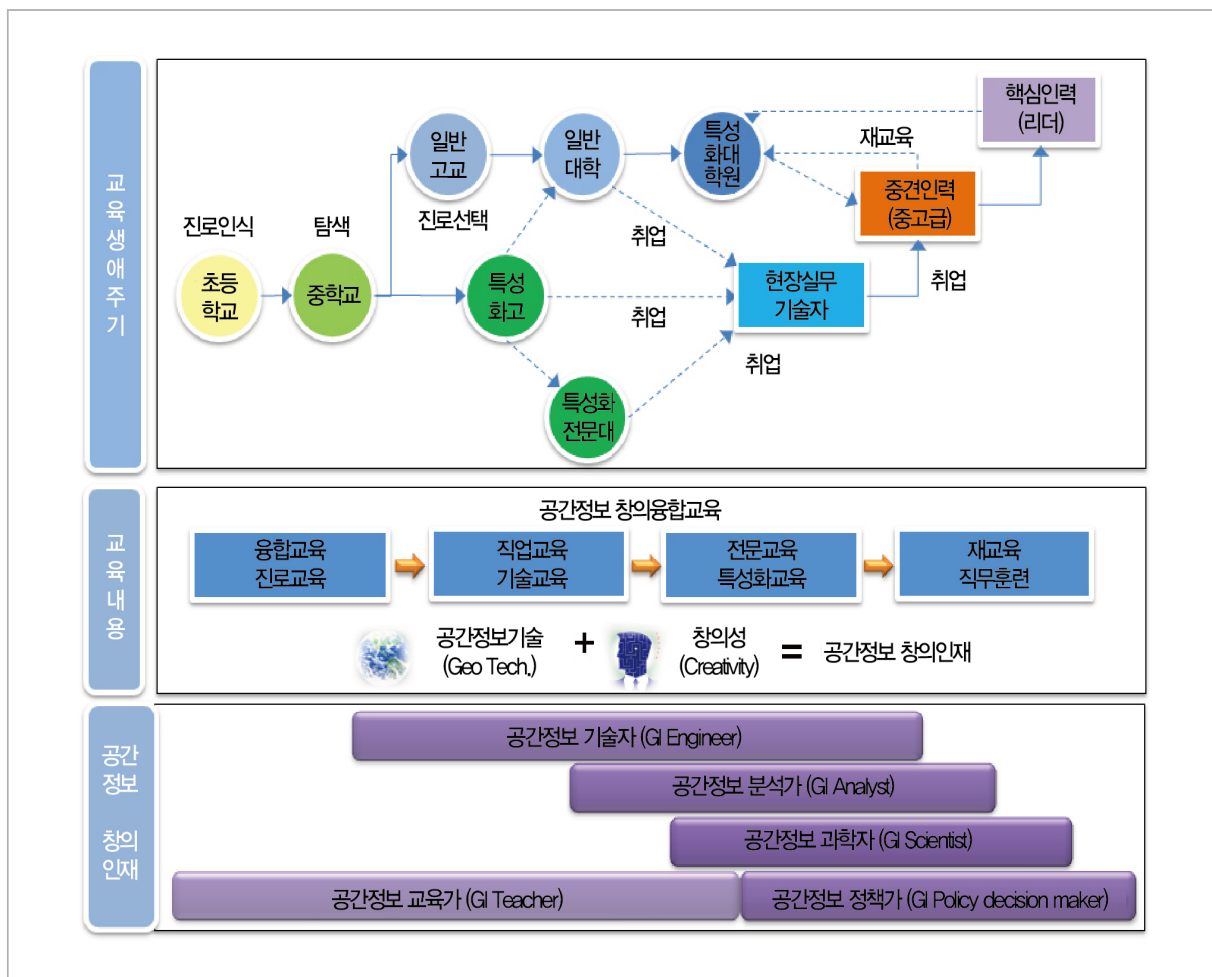 교육생애주기
핵심인력
(리더)
일반
고교
일반
대학
특성
화대
학원
재교육
중견인력
(중고급)
진로인식
탐색
진로선택
취업
초등
학교
중학교
특성
화고
취업
현장실무
기술자
취업
취업
특성화
전문대
교육내용
공간정보 창의융합교육
융합교육
진로교육
직업교육
기술교육
전문교육
특성화교육
재교육
직무훈련
공간정보기술
(Geo Tech.)
+
창의성
(Creativity)
=
공간정보 창의인재
공간
정보
창의
인재
공간정보 기술자 (GI Engineer)
공간정보 분석가 (GI Analyst)
공간정보 과학자 (GI Scientist)
공간정보 교육가 (GI Teacher)
공간정보 정책가 (GI Policy decision maker)